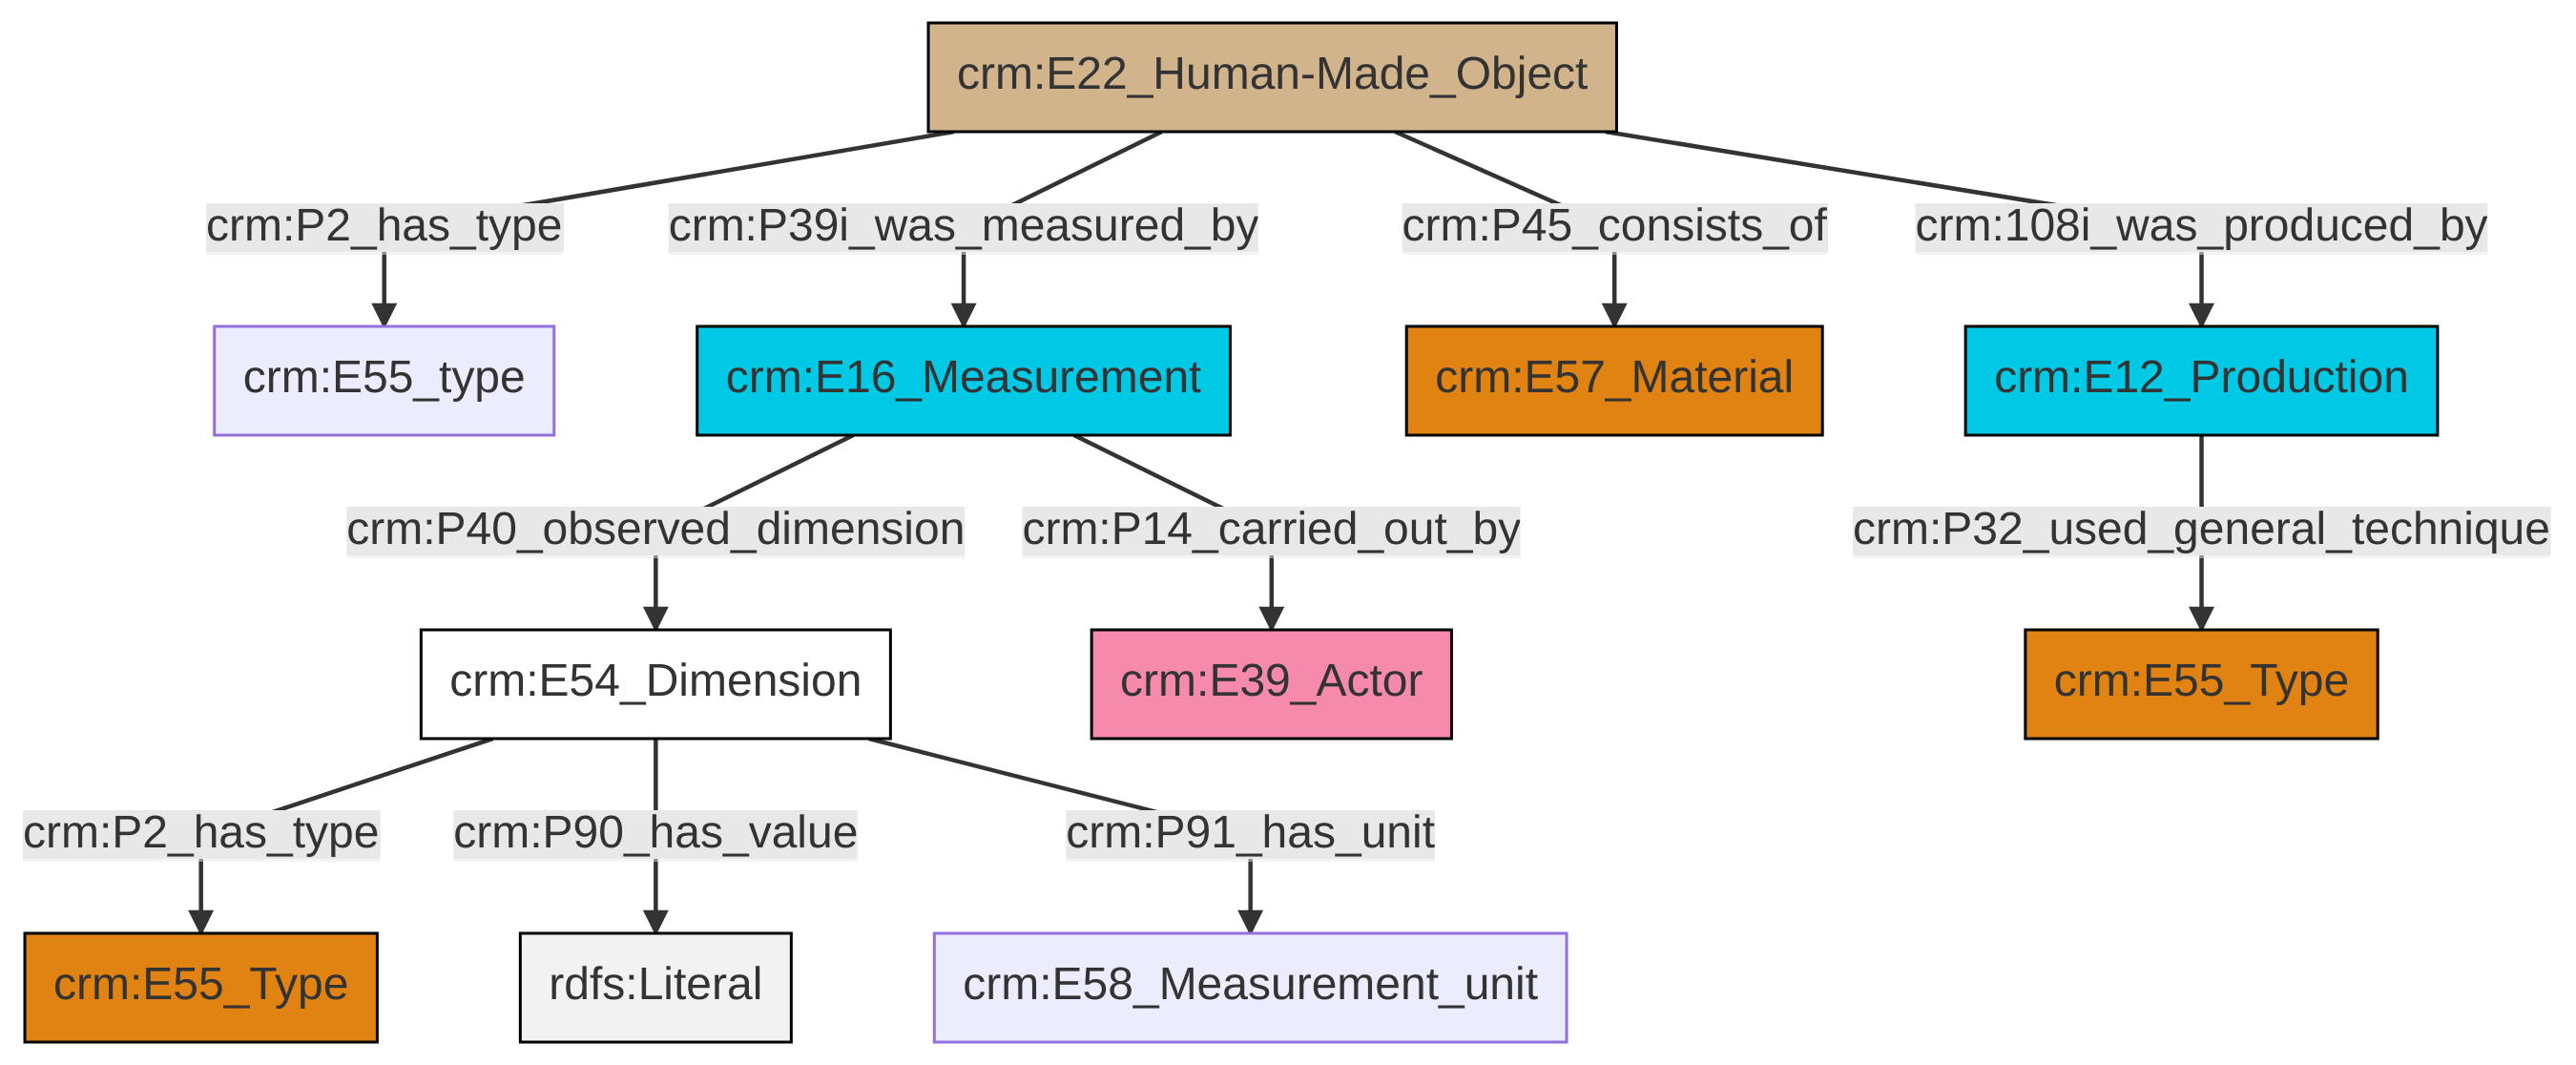 crm:E22_Human-Made_Object
crm:P2_has_type
crm:P39i_was_measured_by
crm:P45_consists_of
crm:108i_was_produced_by
crm:E55_type
crm:E16_Measurement
crm:E57_Material
crm:E12_Production
crm:P40_observed_dimension
crm:P14_carried_out_by
crm:P32_used_general_technique
crm:E54_Dimension
crm:E39_Actor
crm:E55_Type
crm:P2_has_type
crm:P90_has_value
crm:P91_has_unit
crm:E55_Type
rdfs:Literal
crm:E58_Measurement_unit